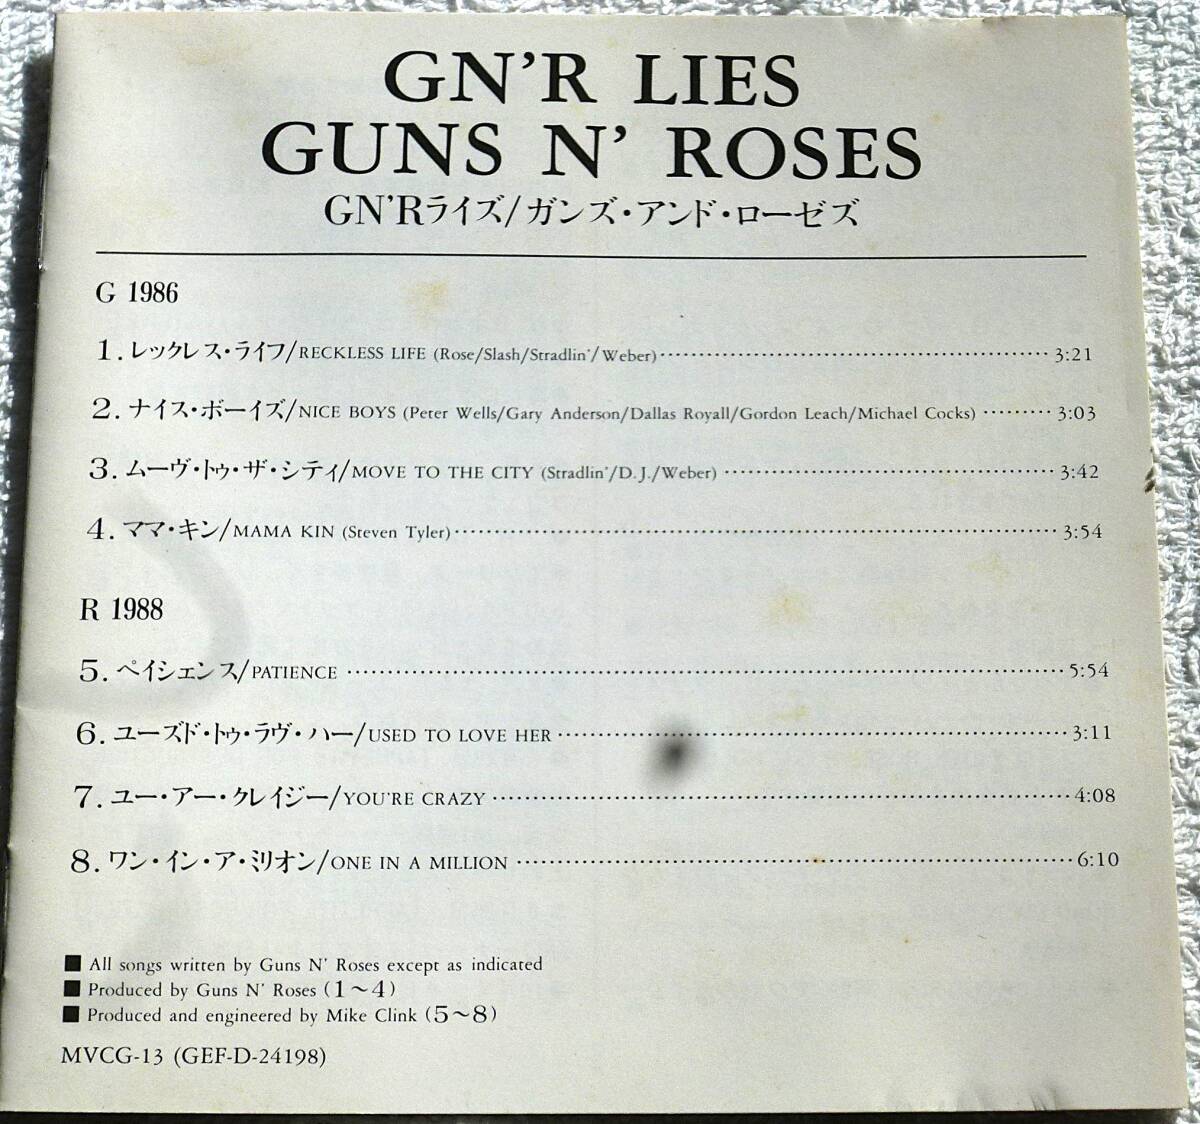 GN'R LIES
GUNS N' ROSES
GN'Rライズ/ガンズ・アンド・ローゼズ
G 1986
1. レックレス・ライフ/RECKLESS LIFE (Rose/Slash/Stradlin'/Weber) 3:21
2. ナイス・ボーイズ/NICE BOYS (Peter Wells/Gary Anderson/Dallas Royall/Gordon Leach/Michael Cocks) 3:03
3. ムーヴ・トゥ・ザ・シティ/MOVE TO THE CITY (Stradlin'/D.J./Weber) 3:42
4. ママ・キン/MAMA KIN (Steven Tyler) 3:54
R 1988
5. ペイシェンス/PATIENCE 5:54
6. ユーズド・トゥ・ラヴ・ハー/USED TO LOVE HER 3:11
7. ユー・アー・クレイジー/YOU'RE CRAZY 4:08
8. ワン・イン・ア・ミリオン/ONE IN A MILLION 6:10
■ All songs written by Guns N' Roses except as indicated
■ Produced by Guns N' Roses (1〜4)
■ Produced and engineered by Mike Clink (5〜8)
MVCG-13 (GEF-D-24198)